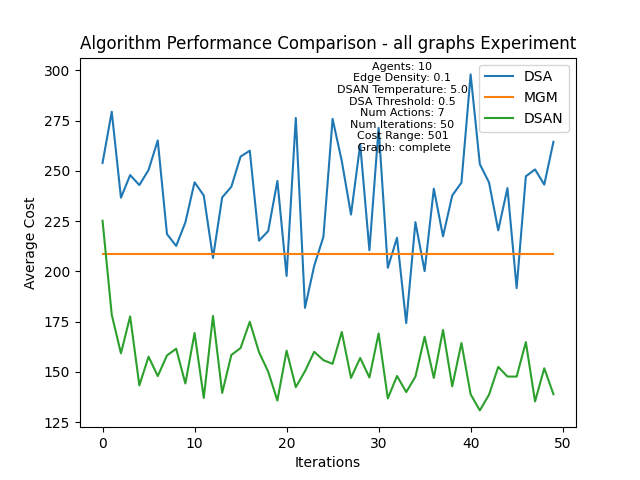 Algorithm Performance Comparison - all graphs Experiment
300
275
250
225
200
175
150
125
Average Cost
Agents: 10
Edge Density: 0.1
DSAN Temperature: 5.0
DSA Threshold: 0.5
Num Actions: 7
Num Iterations: 50
Cost Range: 501
Graph: complete
DSA
MGM
DSAN
0 10 20 30 40 50
Iterations